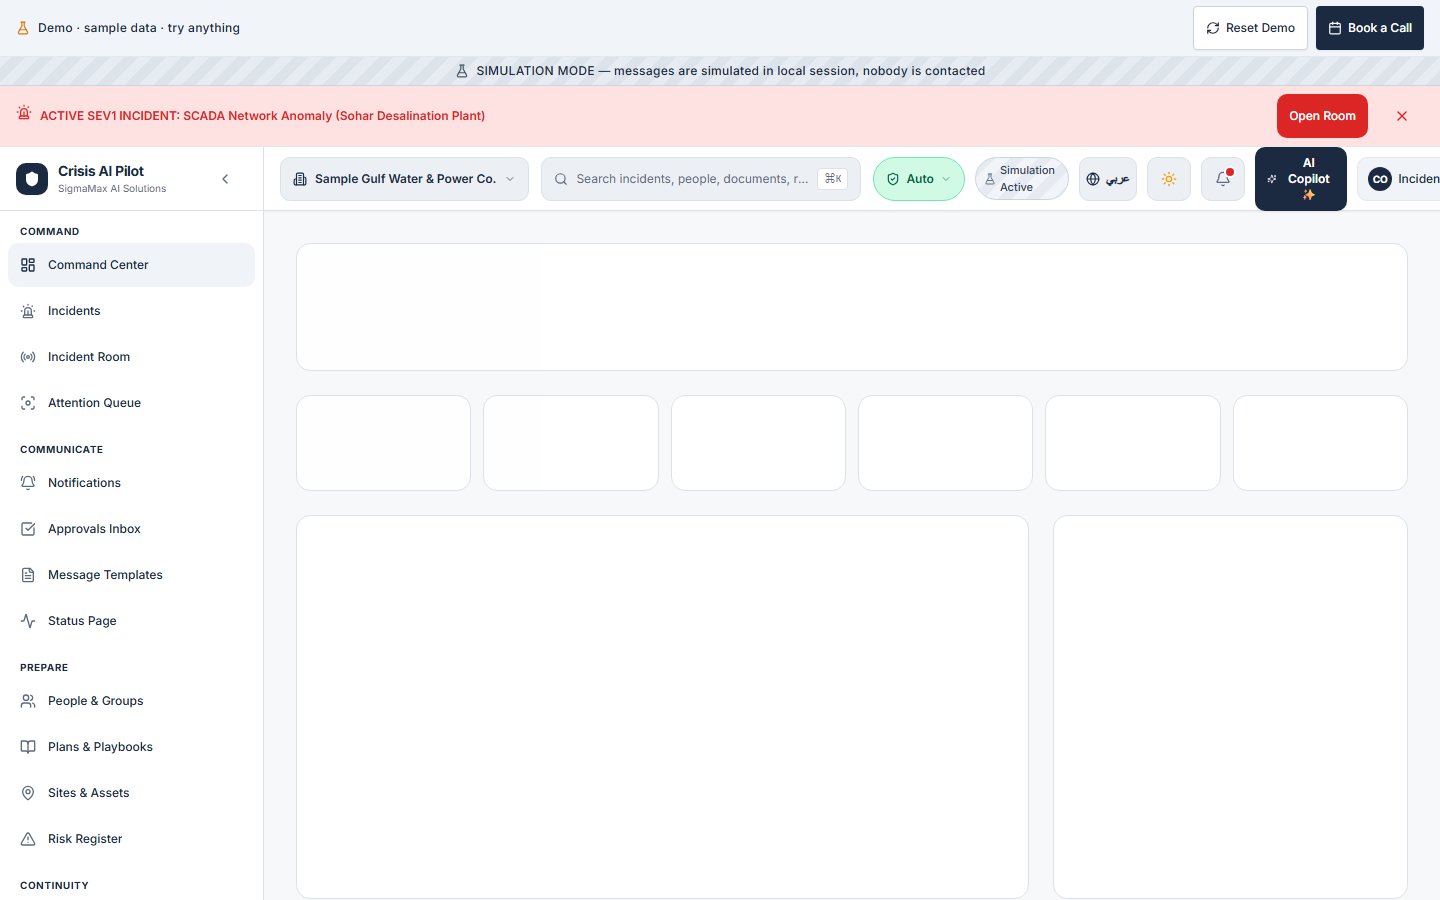 Demo · sample data · try anything
Reset Demo
Book a Call
SIMULATION MODE — messages are simulated in local session, nobody is contacted
ACTIVE SEV1 INCIDENT: SCADA Network Anomaly (Sohar Desalination Plant)
Open Room
Crisis AI Pilot
SigmaMax AI Solutions
Sample Gulf Water & Power Co.
Search incidents, people, documents, r...
⌘K
Auto
Simulation
Active
عربي
AI
Copilot
✨
CO
Inciden
COMMAND
Command Center
Incidents
Incident Room
Attention Queue
COMMUNICATE
Notifications
Approvals Inbox
Message Templates
Status Page
PREPARE
People & Groups
Plans & Playbooks
Sites & Assets
Risk Register
CONTINUITY